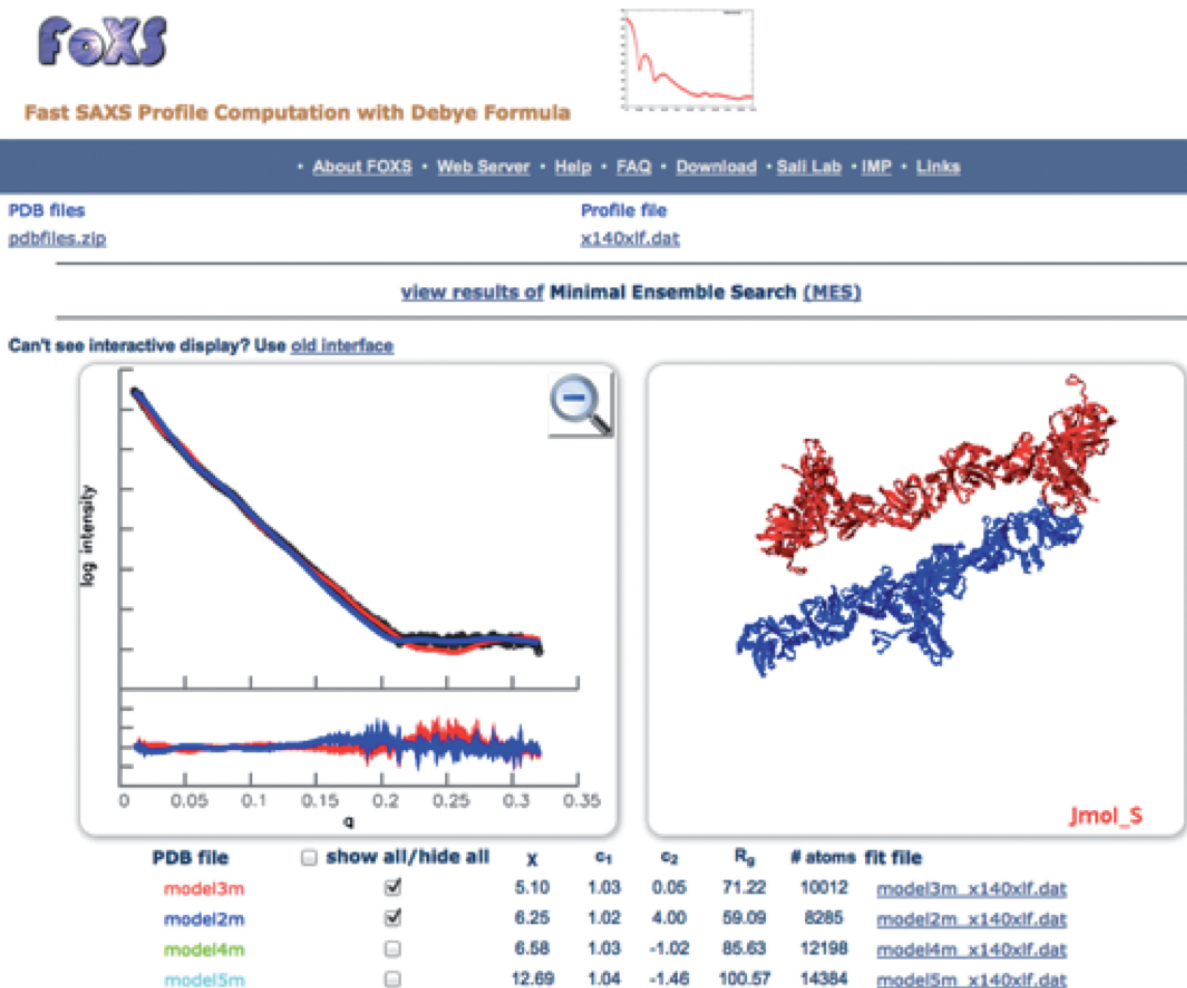 FoXS
Fast SAXS Profile Computation with Debye Formula
• About FOXS • Web Server • Help • FAQ • Download • Sali Lab • IMP • Links
PDB files Profile file
pdbfiles.zip x140xlf.dat
view results of Minimal Ensemble Search (MES)
Can't see interactive display? Use old interface
log intensity
0 0.05 0.1 0.15 0.2 0.25 0.3 0.35
q
Jmol_S
PDB file show all/hide all χ c₁ c₂ Rg # atoms fit file
model3m 5.10 1.03 0.05 71.22 10012 model3m_x140xlf.dat
model2m 6.25 1.02 4.00 59.09 8285 model2m_x140xlf.dat
model4m 6.58 1.03 -1.02 85.63 12198 model4m_x140xlf.dat
model5m 12.69 1.04 -1.46 100.57 14384 model5m_x140xlf.dat